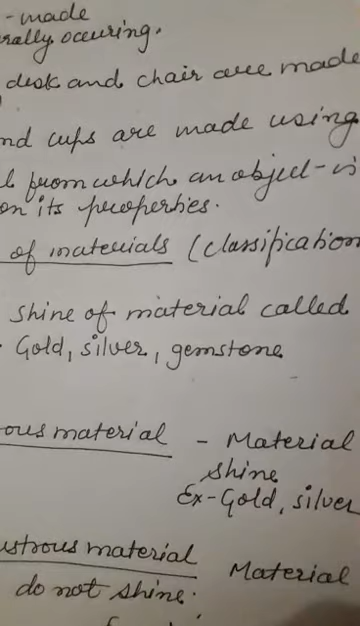 -made
rally occuring.
desk and chair are made
nd cups are made using
l from which an object is
on its properties.
of materials (classification
shine of material called
Gold, silver, gemstone
ous material - Material
shine
Ex-Gold, silver
ustrous material Material
do not shine.